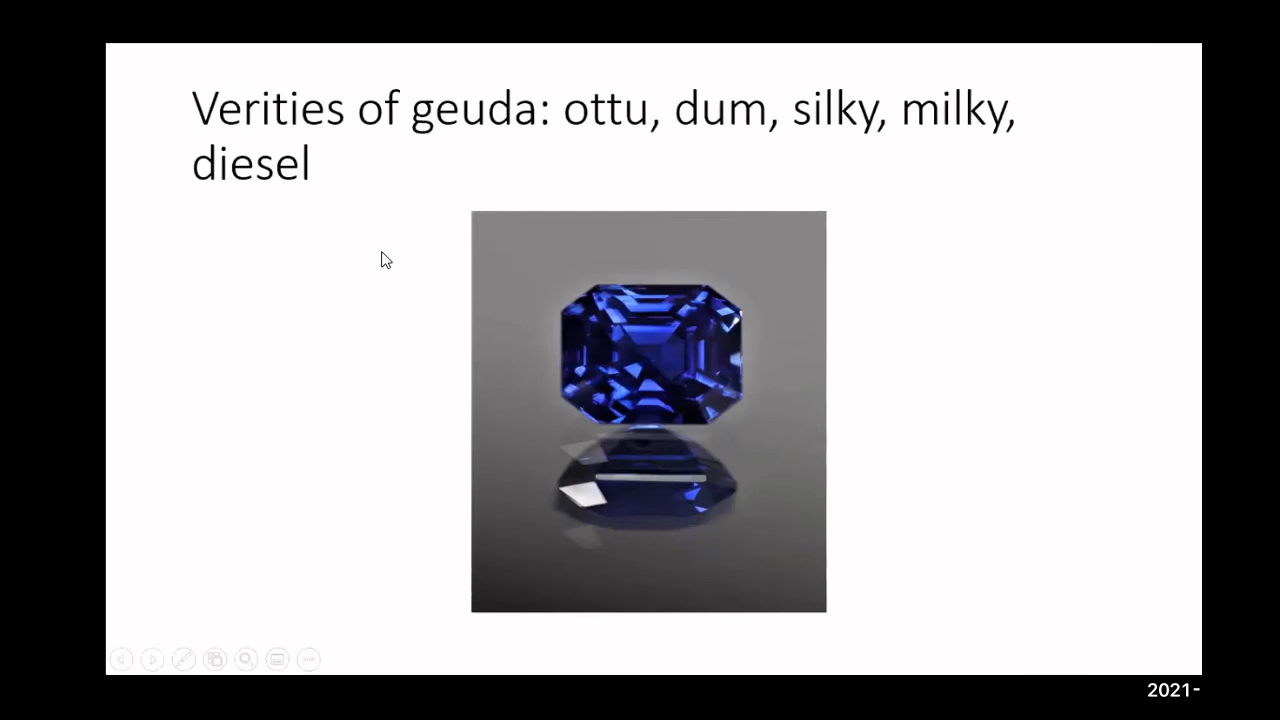 Verities of geuda: ottu, dum, silky, milky,
diesel
2021-